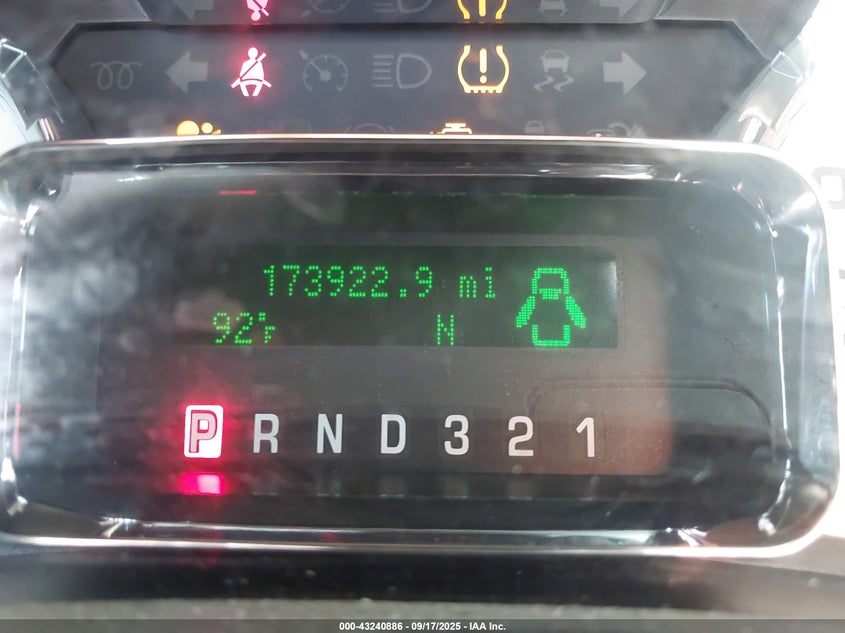 173922.9 mi
92°F N
P R N D 3 2 1
000-43240886 - 09/17/2025 - IAA Inc.